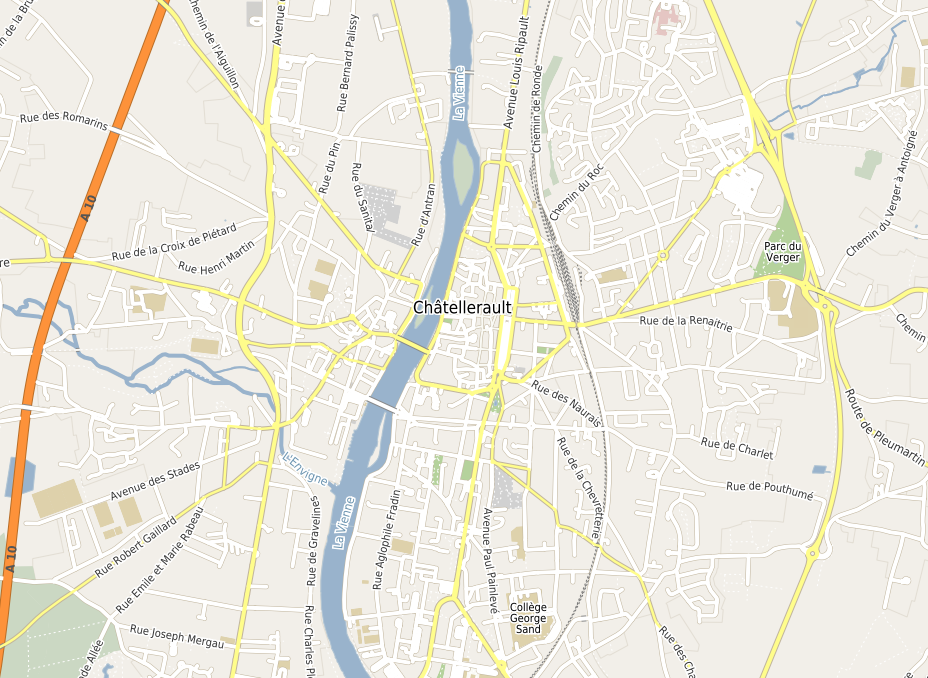 Chemin de l'Aiguillon
Avenue
Rue Bernard Palissy
La Vienne
Avenue Louis Ripault
Chemin de Ronde
Rue des Romarins
A 10
Rue du Pin
Rue du Sanital
Rue d'Antran
Chemin du Roc
Chemin du Verger à Antoigné
Rue de la Croix de Piétard
Rue Henri Martin
Parc du
Verger
Châtellerault
Rue de la Renaitrie
Chemin
Rue des Naurais
Route de Pleumartin
Rue de Charlet
Rue de la Chevretterie
Rue de Pouthumé
L'Envigne
Avenue des Stades
La Vienne
Rue de Gravelines
Rue Aglophile Fradin
Avenue Paul Painlevé
Rue Robert Gaillard
Rue Emile et Marie Rabeau
A 10
Collège
George
Sand
Rue Joseph Mergau
Rue Charles Pl
de Allée
Rue des Cha